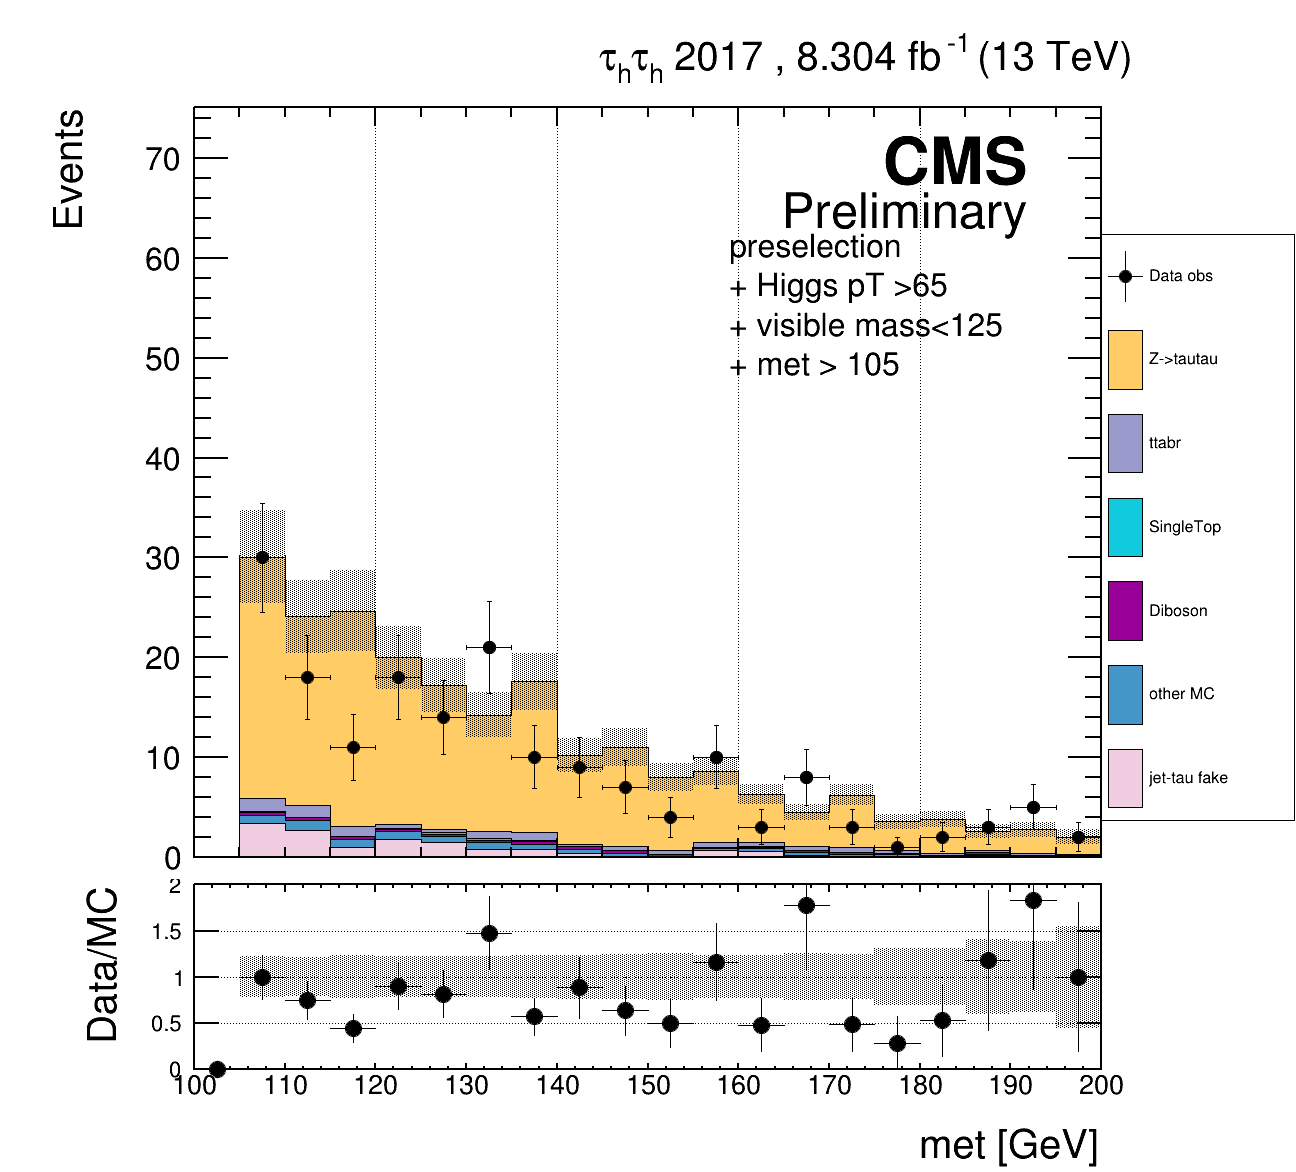 τhτh 2017 , 8.304 fb-1 (13 TeV)
Events
70
60
50
40
30
20
10
0
CMS
Preliminary
preselection
+ Higgs pT >65
+ visible mass<125
+ met > 105
Data obs
Z->tautau
ttabr
SingleTop
Diboson
other MC
jet-tau fake
Data/MC
2
1.5
1
0.5
0
100 110 120 130 140 150 160 170 180 190 200
met [GeV]